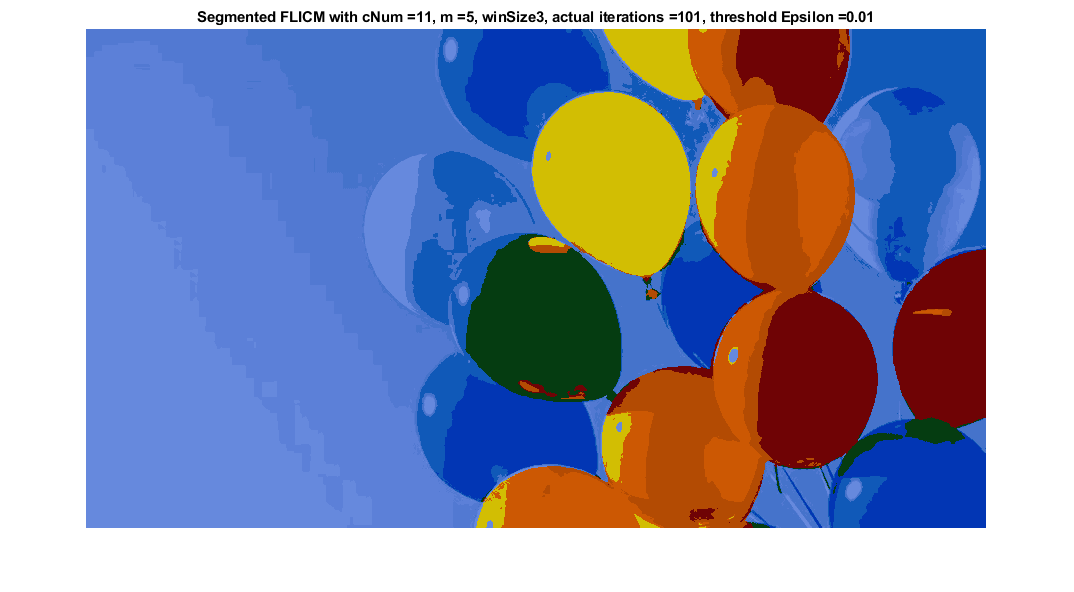 Segmented FLICM with cNum =11, m =5, winSize3, actual iterations =101, threshold Epsilon =0.01